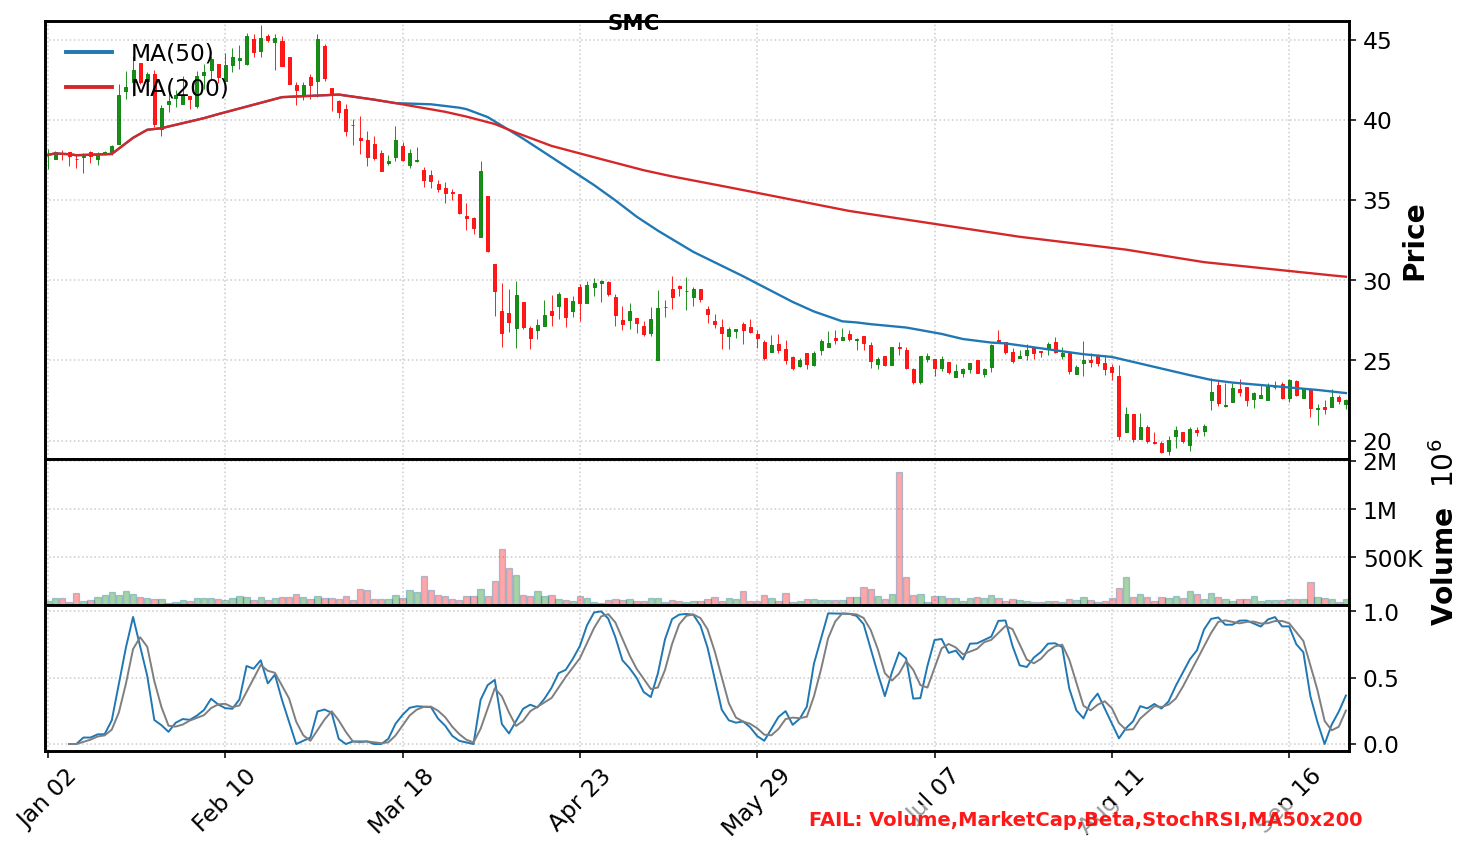 SMC
MA(50)
MA(200)
45
40
35
30
25
20
Price
2M
1M
500K
Volume 10^6
1.0
0.5
0.0
Jan 02
Feb 10
Mar 18
Apr 23
May 29
Jul 07
Aug 11
Sep 16
FAIL: Volume,MarketCap,Beta,StochRSI,MA50x200